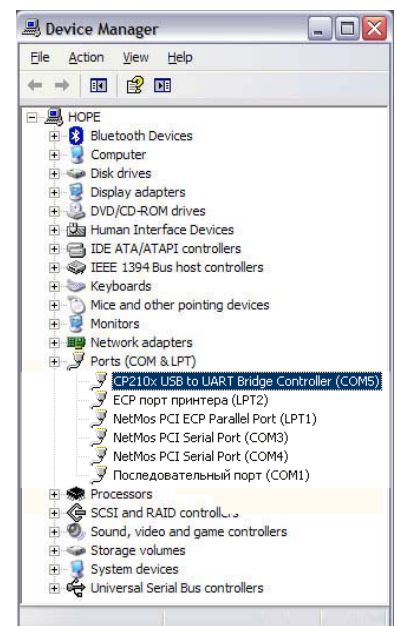 Device Manager
File Action View Help
HOPE
Bluetooth Devices
Computer
Disk drives
Display adapters
DVD/CD-ROM drives
Human Interface Devices
IDE ATA/ATAPI controllers
IEEE 1394 Bus host controllers
Keyboards
Mice and other pointing devices
Monitors
Network adapters
Ports (COM & LPT)
CP210x USB to UART Bridge Controller (COM5)
ECP порт принтера (LPT2)
NetMos PCI ECP Parallel Port (LPT1)
NetMos PCI Serial Port (COM3)
NetMos PCI Serial Port (COM4)
Последовательный порт (COM1)
Processors
SCSI and RAID
Sound, video and game controllers
Storage volumes
System devices
Universal Serial Bus controllers